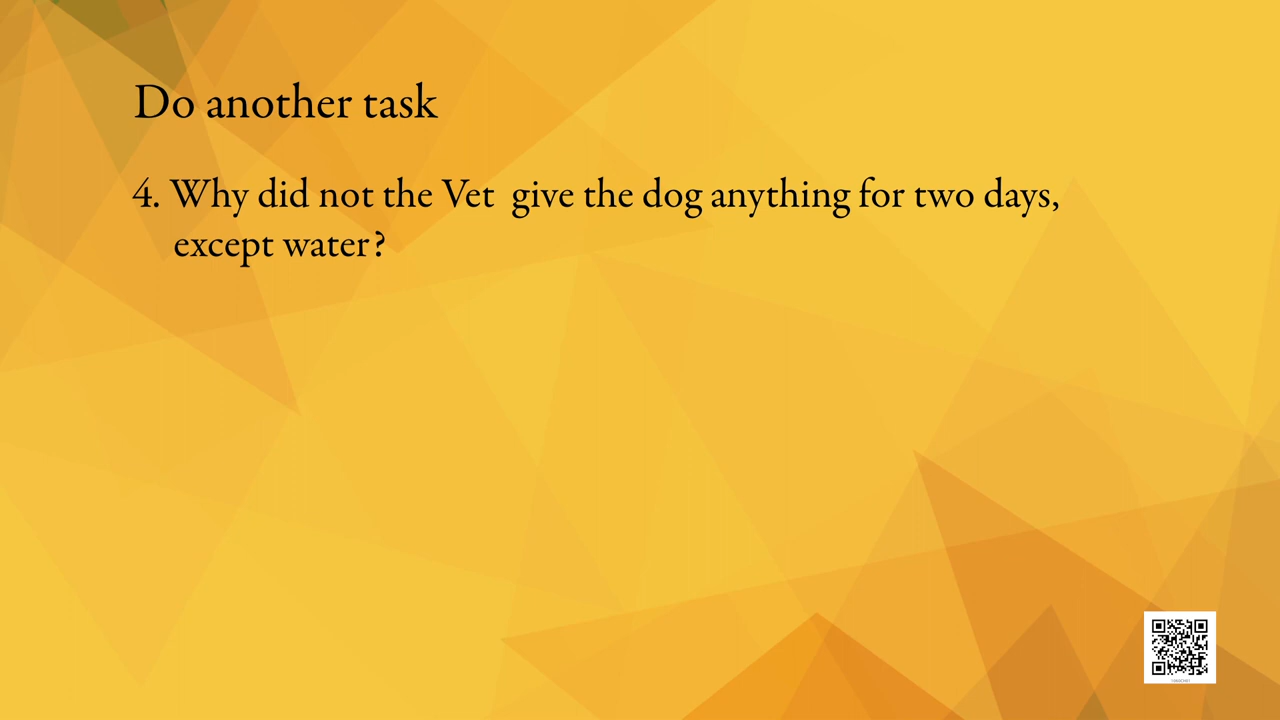 Do another task
4. Why did not the Vet  give the dog anything for two days,
except water?